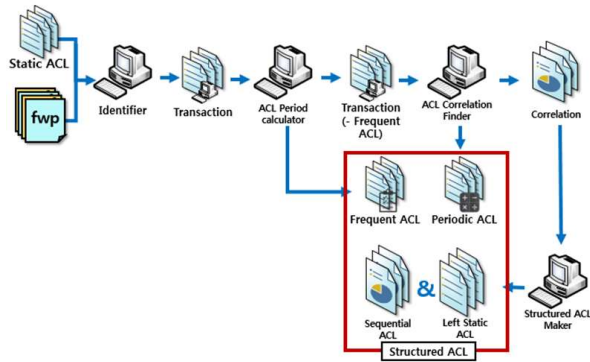 Static ACL
fwp
Identifier
Transaction
ACL Period
calculator
Transaction
(- Frequent
ACL)
ACL Correlation
Finder
Correlation
Frequent ACL
Periodic ACL
Sequential
ACL
&
Left Static
ACL
Structured ACL
Maker
Structured ACL